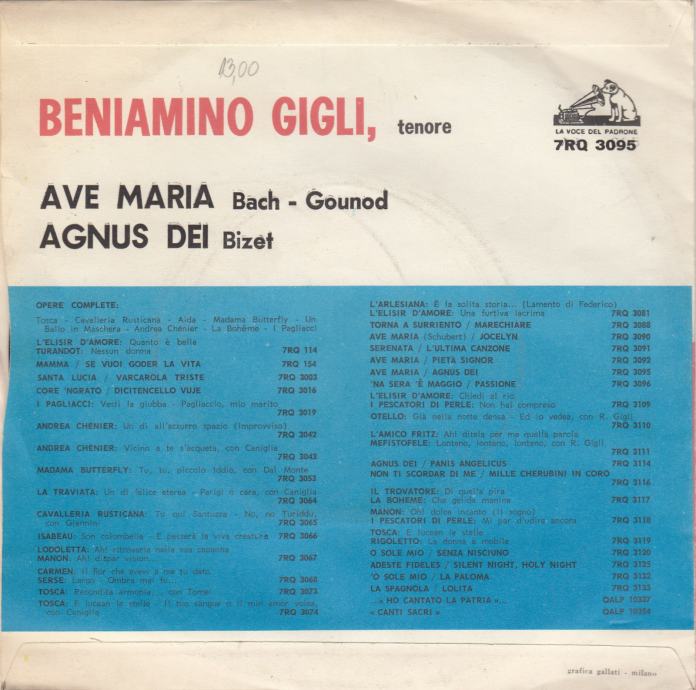 13,00
BENIAMINO GIGLI, tenore
LA VOCE DEL PADRONE
7RQ 3095
AVE MARIA Bach - Gounod
AGNUS DEI Bizet
OPERE COMPLETE:
Tosca - Cavalleria Rusticana - Aida - Madama Butterfly - Un
Ballo in Maschera - Andrea Chénier - La Bohême - I Pagliacci
L'ELISIR D'AMORE: Quanto è bella
TURANDOT: Nessun dorma 7RQ 114
MAMMA / SE VUOI GODER LA VITA 7RQ 154
SANTA LUCIA / VARCAROLA TRISTE 7RQ 3003
CORE 'NGRATO / DICITENCELLO VUJE 7RQ 3016
I PAGLIACCI: Vesti la giubba - Pagliaccio, mio marito
7RQ 3019
ANDREA CHENIER: Un dì all'azzurro spazio (Improvviso)
7RQ 3042
ANDREA CHENIER: Vicino a te s'acqueta, con Caniglia
7RQ 3043
MADAMA BUTTERFLY: Tu, tu, piccolo Iddio, con Dal Monte
7RQ 3053
LA TRAVIATA: Un dì felice eterea - Parigi o cara, con Caniglia
7RQ 3064
CAVALLERIA RUSTICANA: Tu qui Santuzza - No, no Turiddu,
con Giannini 7RQ 3065
ISABEAU: Son colombella - E passerà la viva creatura 7RQ 3066
LODOLETTA: Ah! ritrovarla nella sua capanna
MANON: Ah! dispar vision... 7RQ 3067
CARMEN: Il fior che avevi a me tu dato
SERSE: Largo - Ombra mai fu... 7RQ 3068
TOSCA: Recondita armonia... con Tomei 7RQ 3073
TOSCA: E lucean le stelle - Il tuo sangue o il mio amor volea,
con Caniglia 7RQ 3074
L'ARLESIANA: È la solita storia... (Lamento di Federico)
L'ELISIR D'AMORE: Una furtiva lacrima 7RQ 3081
TORNA A SURRIENTO / MARECHIARE 7RQ 3088
AVE MARIA (Schubert) / JOCELYN 7RQ 3090
SERENATA / L'ULTIMA CANZONE 7RQ 3091
AVE MARIA / PIETÀ SIGNOR 7RQ 3092
AVE MARIA / AGNUS DEI 7RQ 3095
'NA SERA 'E MAGGIO / PASSIONE 7RQ 3096
L'ELISIR D'AMORE: Chiedi al rio
I PESCATORI DI PERLE: Non hai compreso 7RQ 3109
OTELLO: Già nella notte densa - Ed io vedea, con R. Gigli
7RQ 3110
L'AMICO FRITZ: Ah! ditela per me quella parola
MEFISTOFELE: Lontano, lontano, lontano, con R. Gigli
7RQ 3111
AGNUS DEI / PANIS ANGELICUS 7RQ 3114
NON TI SCORDAR DI ME / MILLE CHERUBINI IN CORO
7RQ 3116
IL TROVATORE: Di quella pira
LA BOHEME: Che gelida manina 7RQ 3117
MANON: Oh! dolce incanto (Il sogno)
I PESCATORI DI PERLE: Mi par d'udire ancora 7RQ 3118
TOSCA: E lucean le stelle
RIGOLETTO: La donna è mobile 7RQ 3119
O SOLE MIO / SENZA NISCIUNO 7RQ 3120
ADESTE FIDELES / SILENT NIGHT, HOLY NIGHT 7RQ 3125
'O SOLE MIO / LA PALOMA 7RQ 3132
LA SPAGNOLA / LOLITA 7RQ 3133
...« HO CANTATO LA PATRIA »... QALP 10337
« CANTI SACRI » QALP 10354
grafica gallati - milano